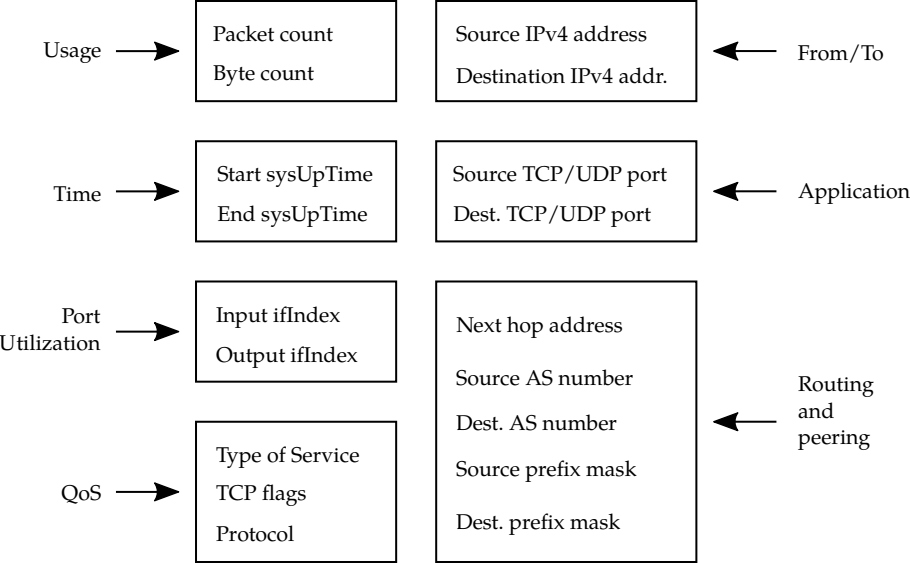 Usage
Packet count
Byte count
Source IPv4 address
Destination IPv4 addr.
From/To
Time
Start sysUpTime
End sysUpTime
Source TCP/UDP port
Dest. TCP/UDP port
Application
Port
Utilization
Input ifIndex
Output ifIndex
QoS
Type of Service
TCP flags
Protocol
Next hop address
Source AS number
Dest. AS number
Source prefix mask
Dest. prefix mask
Routing
and
peering